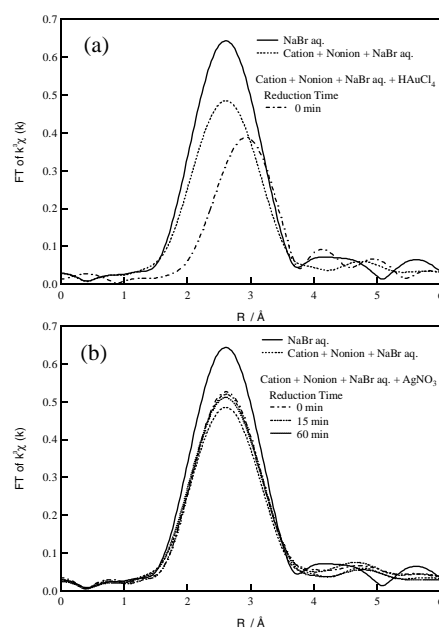 0.7
0.6
0.5
0.4
0.3
0.2
0.1
0.0
FT of k³χ (k)
(a)
NaBr aq.
Cation + Nonion + NaBr aq.
Cation + Nonion + NaBr aq. + HAuCl₄
Reduction Time
0 min
0 1 2 3 4 5 6
R / Å
0.7
0.6
0.5
0.4
0.3
0.2
0.1
0.0
FT of k³χ (k)
(b)
NaBr aq.
Cation + Nonion + NaBr aq.
Cation + Nonion + NaBr aq. + AgNO₃
Reduction Time
0 min
15 min
60 min
0 1 2 3 4 5 6
R / Å